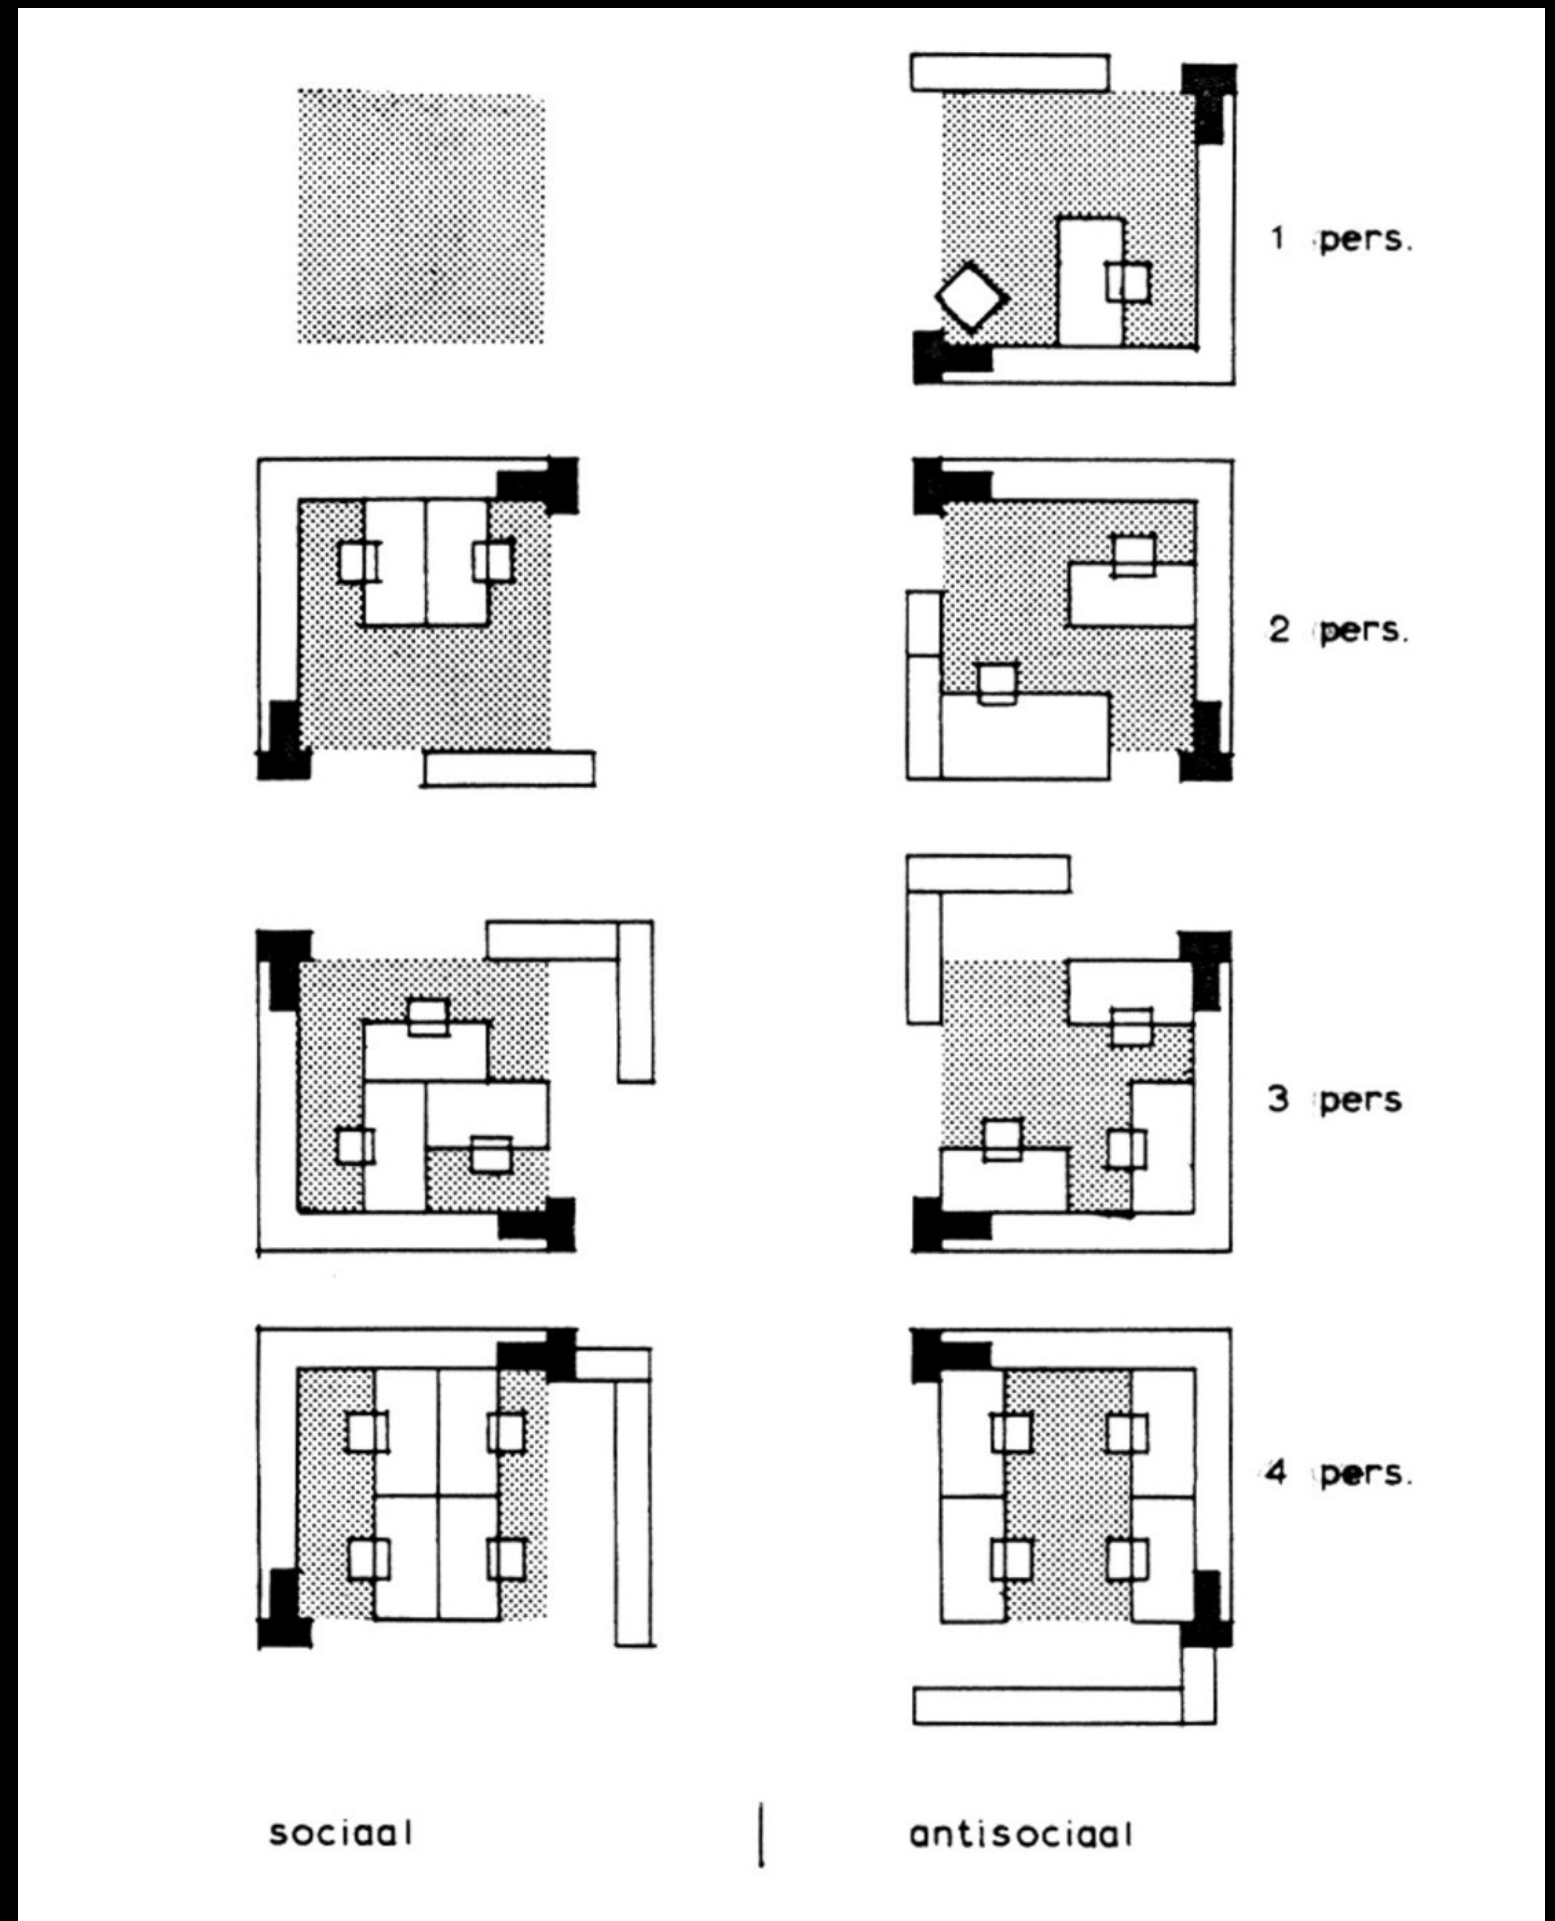 1 pers.
2 pers.
3 pers
4 pers.
sociaal | antisociaal